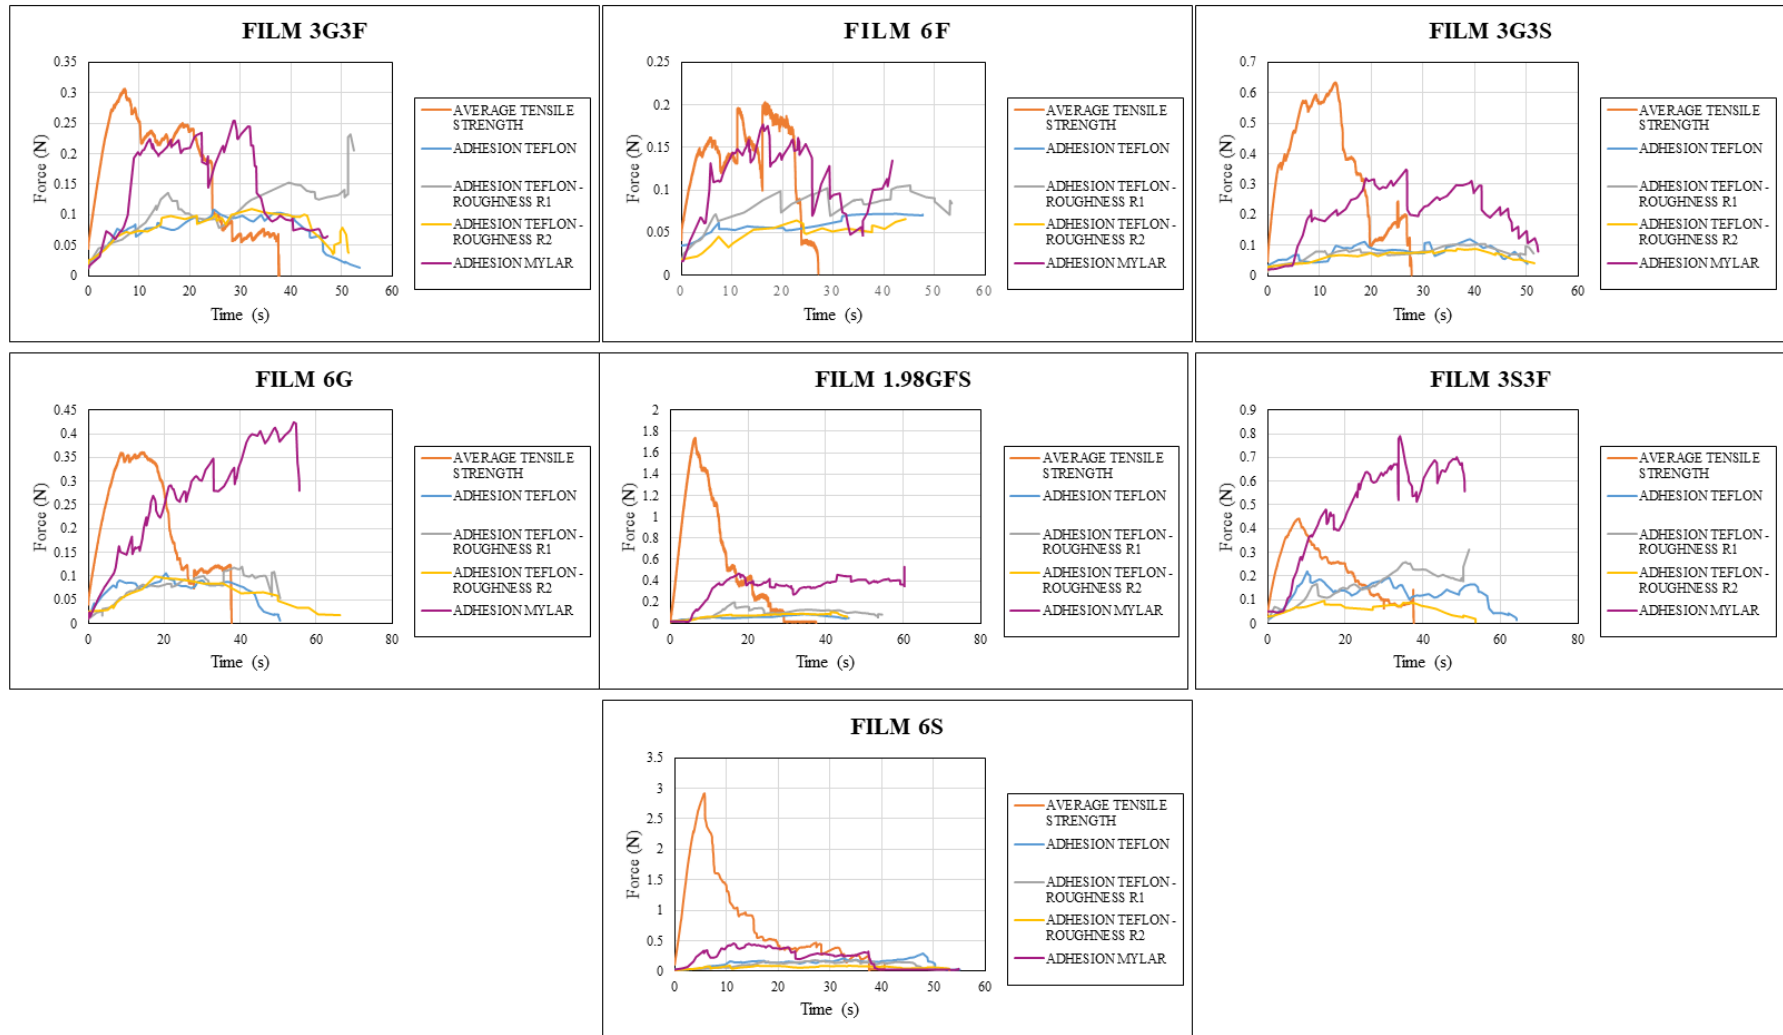 FILM 3G3F
0.35
0.3
0.25
0.2
0.15
0.1
0.05
0
Force (N)
0 10 20 30 40 50 60
Time (s)
AVERAGE TENSILE
STRENGTH
ADHESION TEFLON
ADHESION TEFLON -
ROUGHNESS R1
ADHESION TEFLON -
ROUGHNESS R2
ADHESION MYLAR
FILM 6F
0.25
0.2
0.15
0.1
0.05
0
Force (N)
0 10 20 30 40 50 60
Time (s)
AVERAGE TENSILE
STRENGTH
ADHESION TEFLON
ADHESION TEFLON -
ROUGHNESS R1
ADHESION TEFLON -
ROUGHNESS R2
ADHESION MYLAR
FILM 3G3S
0.7
0.6
0.5
0.4
0.3
0.2
0.1
0
Force (N)
0 10 20 30 40 50 60
Time (s)
AVERAGE TENSILE
STRENGTH
ADHESION TEFLON
ADHESION TEFLON -
ROUGHNESS R1
ADHESION TEFLON -
ROUGHNESS R2
ADHESION MYLAR
FILM 6G
0.45
0.4
0.35
0.3
0.25
0.2
0.15
0.1
0.05
0
Force (N)
0 20 40 60 80
Time (s)
AVERAGE TENSILE
STRENGTH
ADHESION TEFLON
ADHESION TEFLON -
ROUGHNESS R1
ADHESION TEFLON -
ROUGHNESS R2
ADHESION MYLAR
FILM 1.98GFS
2
1.8
1.6
1.4
1.2
1
0.8
0.6
0.4
0.2
0
Force (N)
0 20 40 60 80
Time (s)
AVERAGE TENSILE
STRENGTH
ADHESION TEFLON
ADHESION TEFLON -
ROUGHNESS R1
ADHESION TEFLON -
ROUGHNESS R2
ADHESION MYLAR
FILM 3S3F
0.9
0.8
0.7
0.6
0.5
0.4
0.3
0.2
0.1
0
Force (N)
0 20 40 60 80
Time (s)
AVERAGE TENSILE
STRENGTH
ADHESION TEFLON
ADHESION TEFLON -
ROUGHNESS R1
ADHESION TEFLON -
ROUGHNESS R2
ADHESION MYLAR
FILM 6S
3.5
3
2.5
2
1.5
1
0.5
0
Force (N)
0 10 20 30 40 50 60
Time (s)
AVERAGE TENSILE
STRENGTH
ADHESION TEFLON
ADHESION TEFLON -
ROUGHNESS R1
ADHESION TEFLON -
ROUGHNESS R2
ADHESION MYLAR